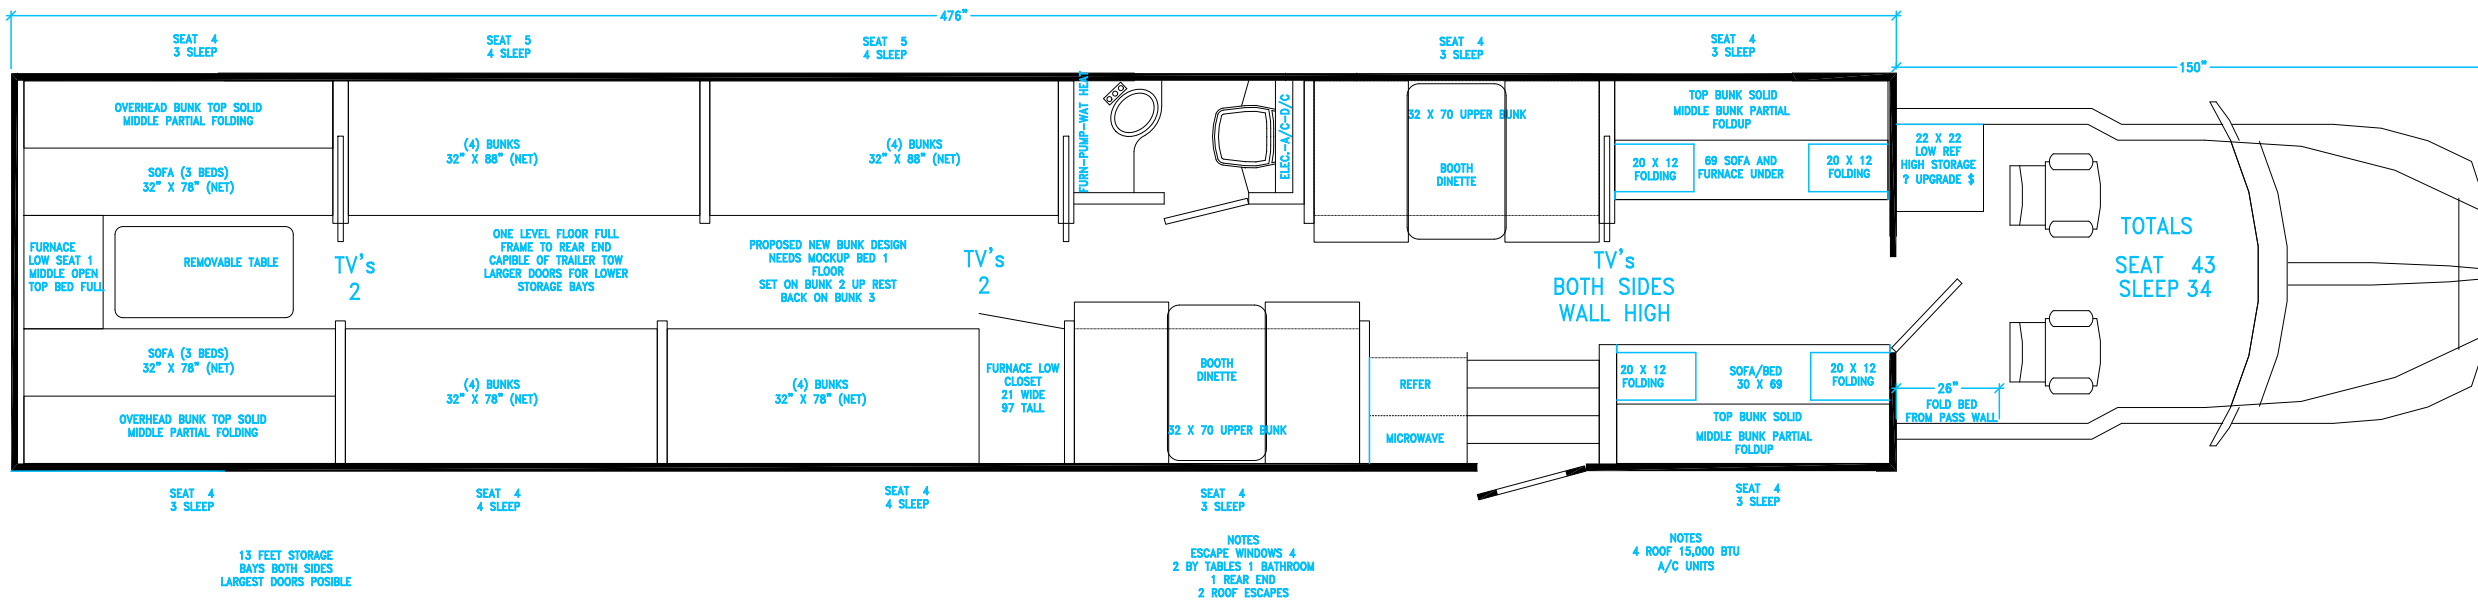 476"
150"
SEAT 4
3 SLEEP
SEAT 5
4 SLEEP
SEAT 5
4 SLEEP
SEAT 4
3 SLEEP
SEAT 4
3 SLEEP
OVERHEAD BUNK TOP SOLID
MIDDLE PARTIAL FOLDING
SOFA (3 BEDS)
32" X 78" (NET)
(4) BUNKS
32" X 88" (NET)
(4) BUNKS
32" X 88" (NET)
FURN-PUMP-WAT HEAT
ELEC.-A/C-D/C
32 X 70 UPPER BUNK
BOOTH
DINETTE
TOP BUNK SOLID
MIDDLE BUNK PARTIAL
FOLDUP
20 X 12
FOLDING
69 SOFA AND
FURNACE UNDER
20 X 12
FOLDING
22 X 22
LOW REF
HIGH STORAGE
? UPGRADE $
FURNACE
LOW SEAT 1
MIDDLE OPEN
TOP BED FULL
REMOVABLE TABLE
TV's
2
ONE LEVEL FLOOR FULL
FRAME TO REAR END
CAPIBLE OF TRAILER TOW
LARGER DOORS FOR LOWER
STORAGE BAYS
PROPOSED NEW BUNK DESIGN
NEEDS MOCKUP BED 1
FLOOR
SET ON BUNK 2 UP REST
BACK ON BUNK 3
TV's
2
TV's
BOTH SIDES
WALL HIGH
TOTALS
SEAT 43
SLEEP 34
SOFA (3 BEDS)
32" X 78" (NET)
OVERHEAD BUNK TOP SOLID
MIDDLE PARTIAL FOLDING
(4) BUNKS
32" X 78" (NET)
(4) BUNKS
32" X 78" (NET)
FURNACE LOW
CLOSET
21 WIDE
97 TALL
BOOTH
DINETTE
32 X 70 UPPER BUNK
REFER
MICROWAVE
20 X 12
FOLDING
SOFA/BED
30 X 69
20 X 12
FOLDING
TOP BUNK SOLID
MIDDLE BUNK PARTIAL
FOLDUP
26"
FOLD BED
FROM PASS WALL
SEAT 4
3 SLEEP
SEAT 4
4 SLEEP
SEAT 4
4 SLEEP
SEAT 4
3 SLEEP
SEAT 4
3 SLEEP
13 FEET STORAGE
BAYS BOTH SIDES
LARGEST DOORS POSIBLE
NOTES
ESCAPE WINDOWS 4
2 BY TABLES 1 BATHROOM
1 REAR END
2 ROOF ESCAPES
NOTES
4 ROOF 15,000 BTU
A/C UNITS